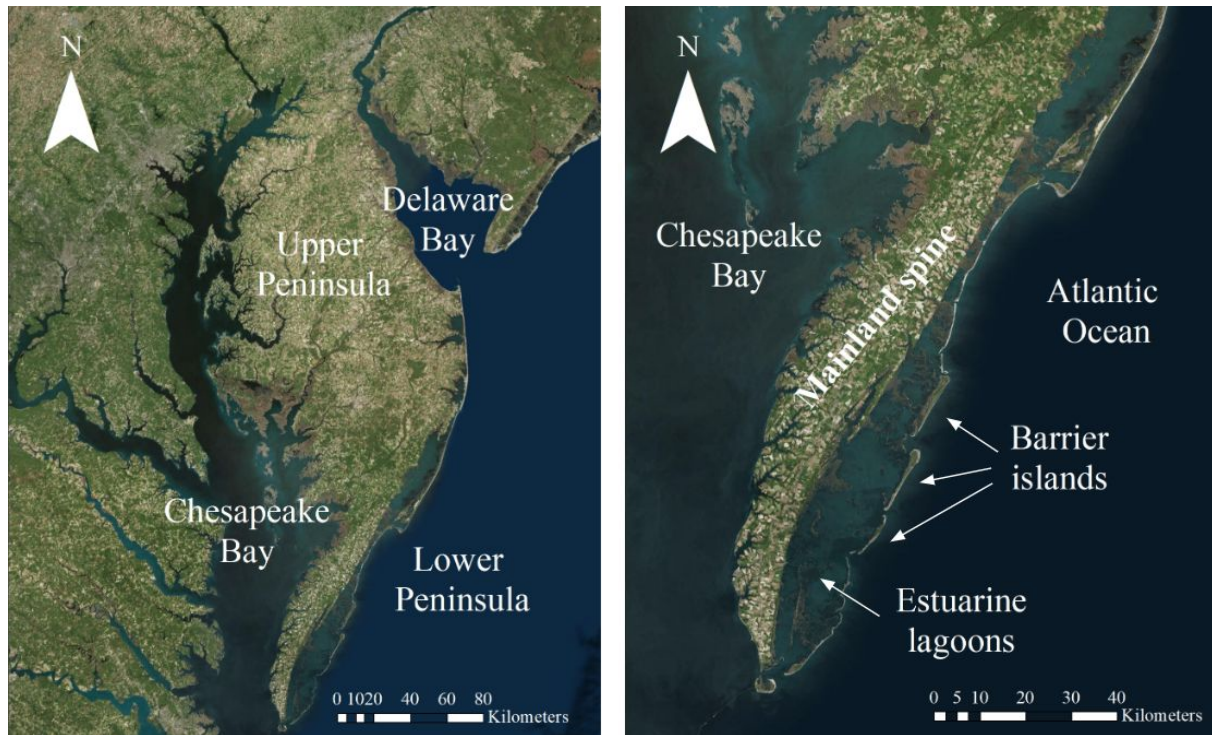 N
Delaware
Bay
Upper
Peninsula
Chesapeake
Bay
Lower
Peninsula
0 10 20 40 60 80
Kilometers
N
Chesapeake
Bay
Mainland spine
Atlantic
Ocean
Barrier
islands
Estuarine
lagoons
0 5 10 20 30 40
Kilometers